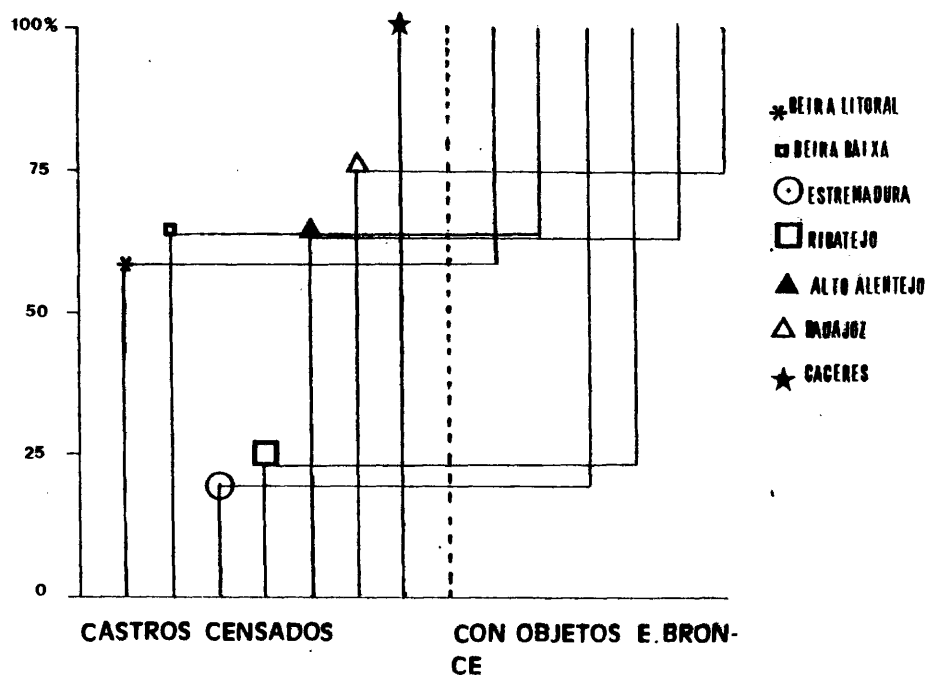 100%
75
50
25
0
BEIRA LITORAL
BEIRA BAIXA
ESTREMADURA
RIBATEJO
ALTO ALENTEJO
BADAJOZ
CACERES
CASTROS CENSADOS
CON OBJETOS E.BRON-
CE